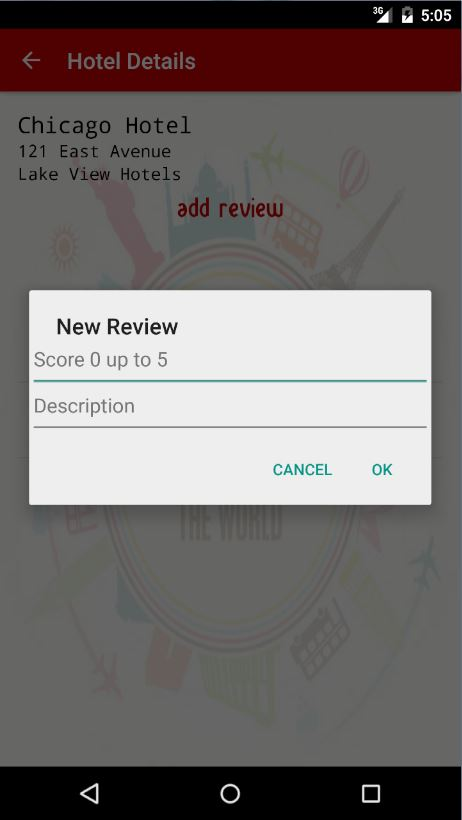 3G 5:05
Hotel Details
Chicago Hotel
121 East Avenue
Lake View Hotels
add review
New Review
Score 0 up to 5
Description
CANCEL OK
THE WORLD